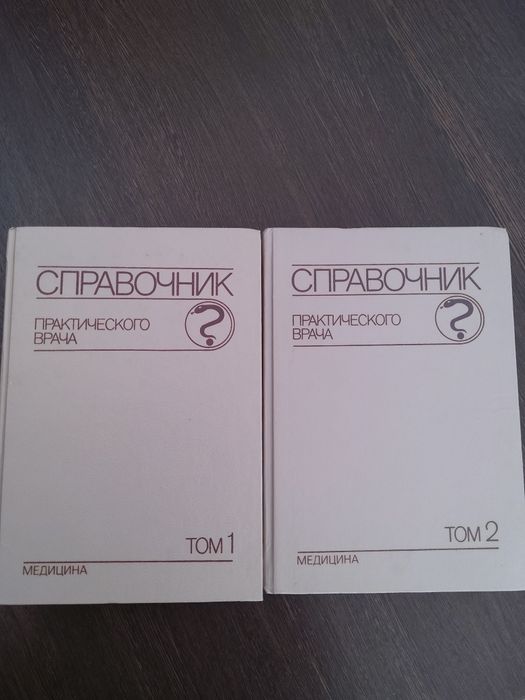 СПРАВОЧНИК
ПРАКТИЧЕСКОГО
ВРАЧА
ТОМ 1
МЕДИЦИНА
СПРАВОЧНИК
ПРАКТИЧЕСКОГО
ВРАЧА
ТОМ 2
МЕДИЦИНА